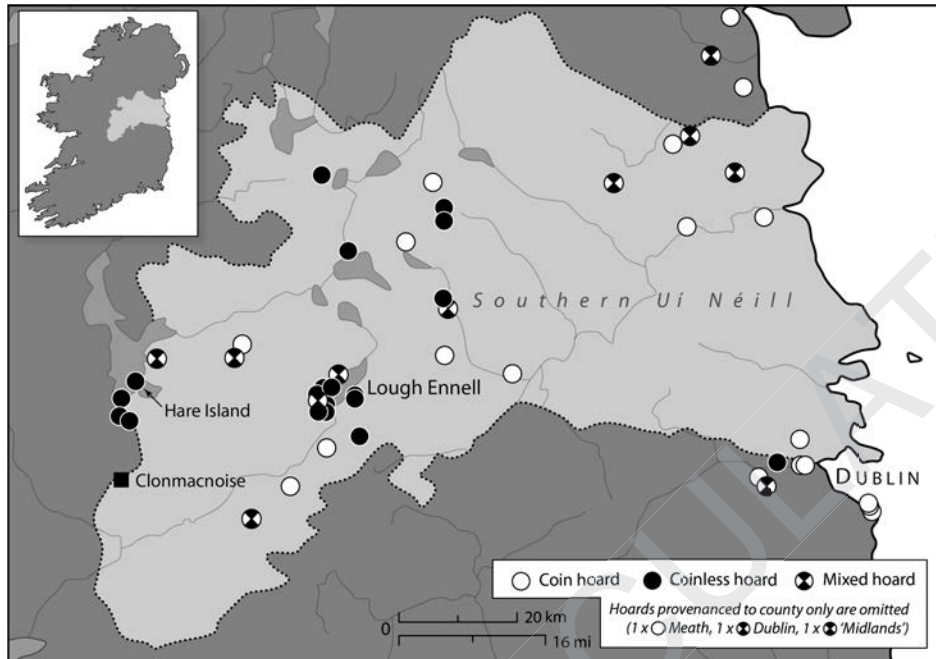 Southern Uí Néill
Lough Ennell
Hare Island
Clonmacnoise
DUBLIN
Coin hoard Coinless hoard Mixed hoard
Hoards provenanced to county only are omitted
(1 x Meath, 1 x Dublin, 1 x 'Midlands')
0 20 km
16 mi
CULAT